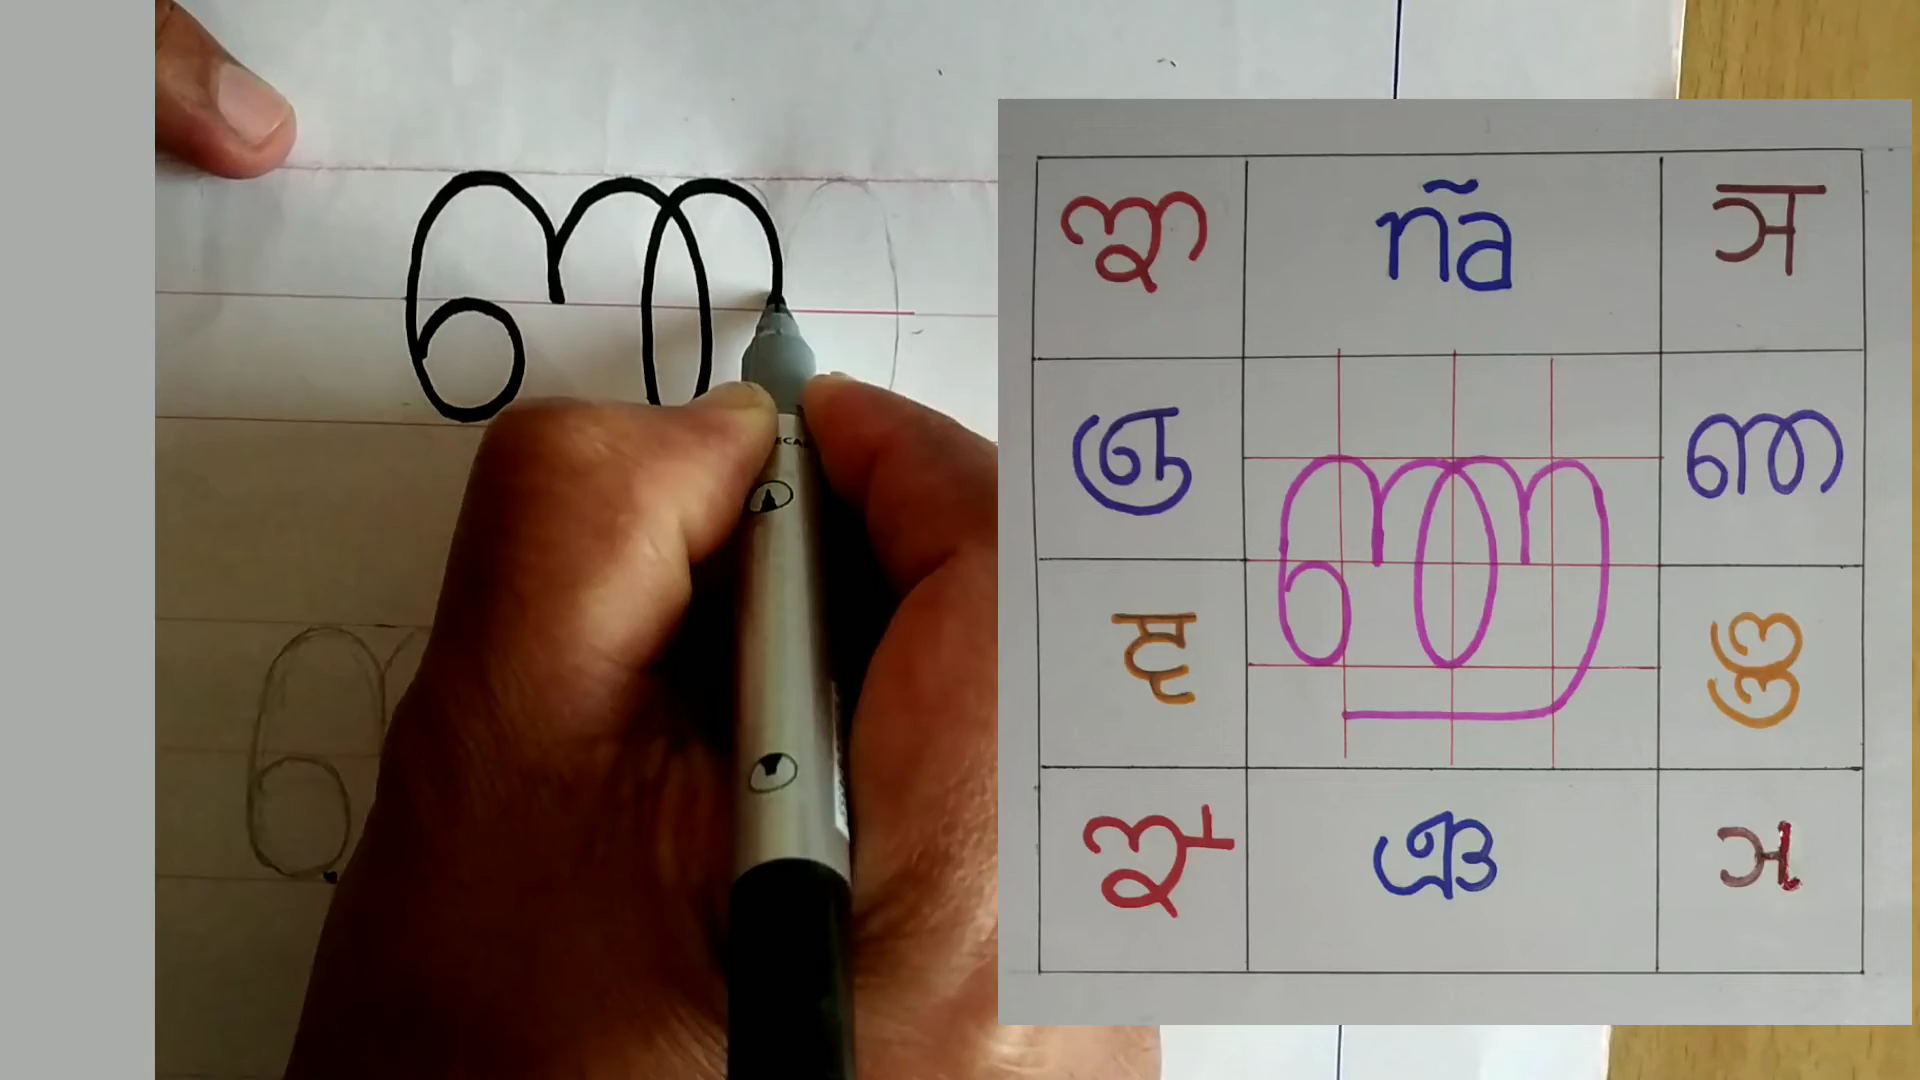 ಞ ña ञ
ஞ ഞ
𑌞
ਞ ଞ
ఞ ঞ ઞ